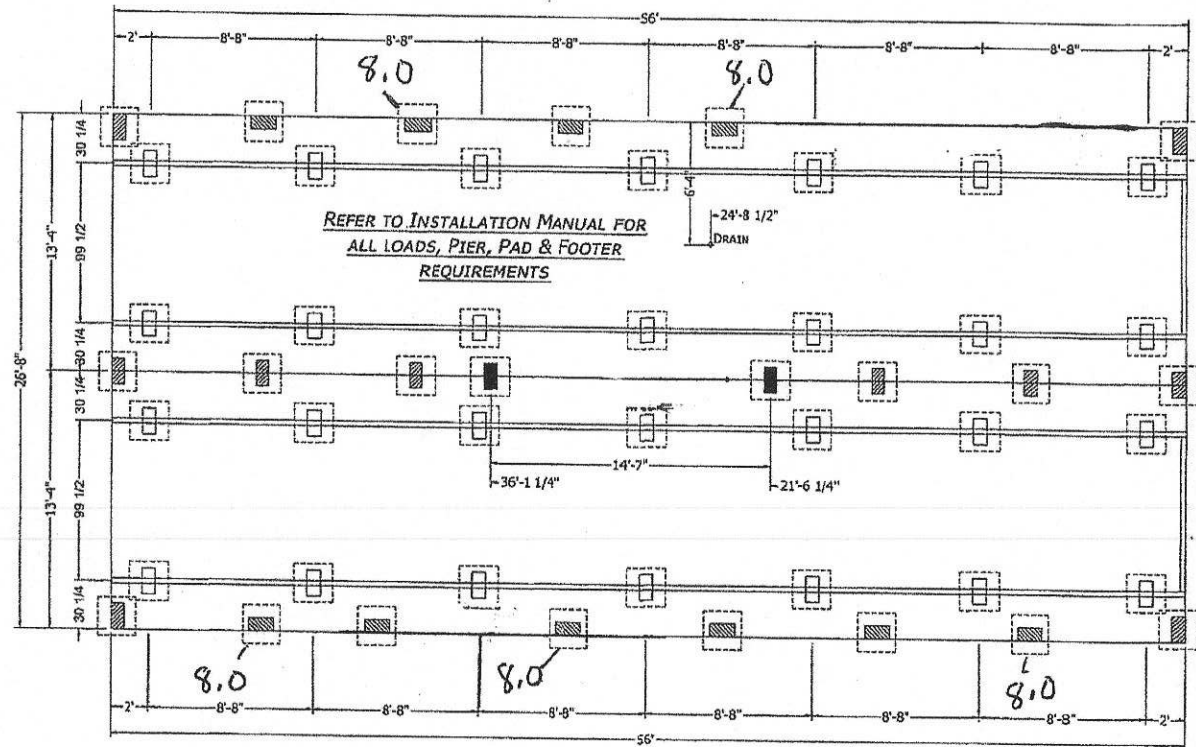 56'
2' 8'-8" 8'-8" 8'-8" 8'-8" 8'-8" 8'-8" 2'
8.0 8.0
30 1/4
6'-4"
24'-8 1/2"
DRAIN
REFER TO INSTALLATION MANUAL FOR
ALL LOADS, PIER, PAD & FOOTER
REQUIREMENTS
13'-4"
99 1/2
30 1/4
26'-8"
30 1/4
14'-7"
36'-1 1/4" 21'-6 1/4"
13'-4"
99 1/2
30 1/4
8.0 8.0 8.0
2' 8'-8" 8'-8" 8'-8" 8'-8" 8'-8" 8'-8" 2'
56'